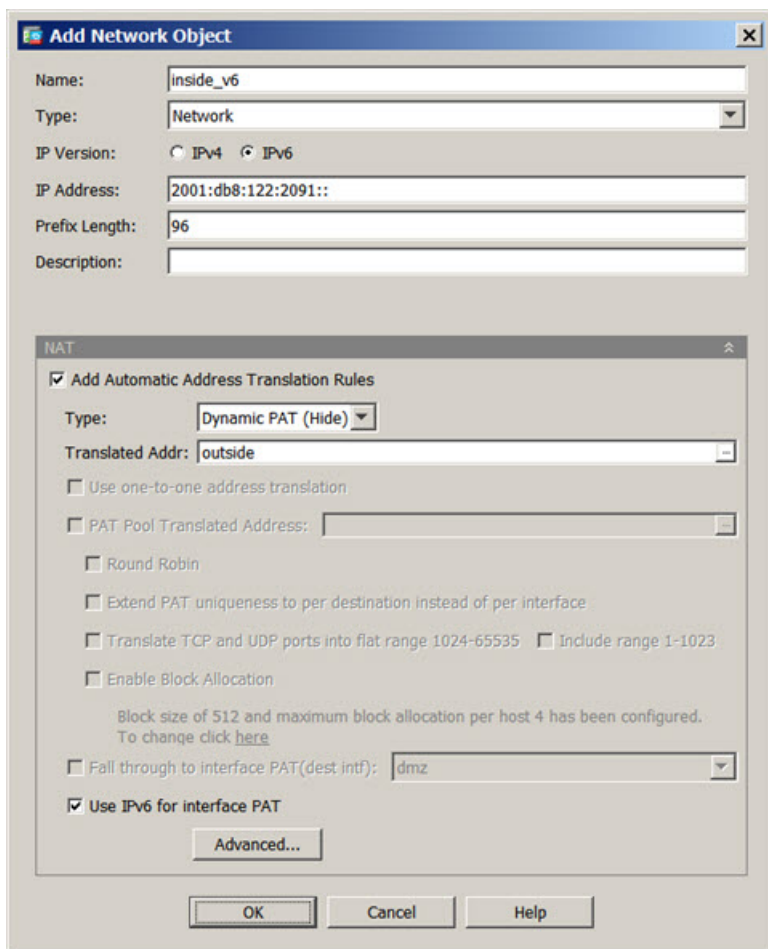 Add Network Object
Name: inside_v6
Type: Network
IP Version: IPv4 IPv6
IP Address: 2001:db8:122:2091::
Prefix Length: 96
Description:
NAT
Add Automatic Address Translation Rules
Type: Dynamic PAT (Hide)
Translated Addr: outside
Use one-to-one address translation
PAT Pool Translated Address:
Round Robin
Extend PAT uniqueness to per destination instead of per interface
Translate TCP and UDP ports into flat range 1024-65535 Include range 1-1023
Enable Block Allocation
Block size of 512 and maximum block allocation per host 4 has been configured.
To change click here
Fall through to interface PAT(dest intf): dmz
Use IPv6 for interface PAT
Advanced...
OK Cancel Help